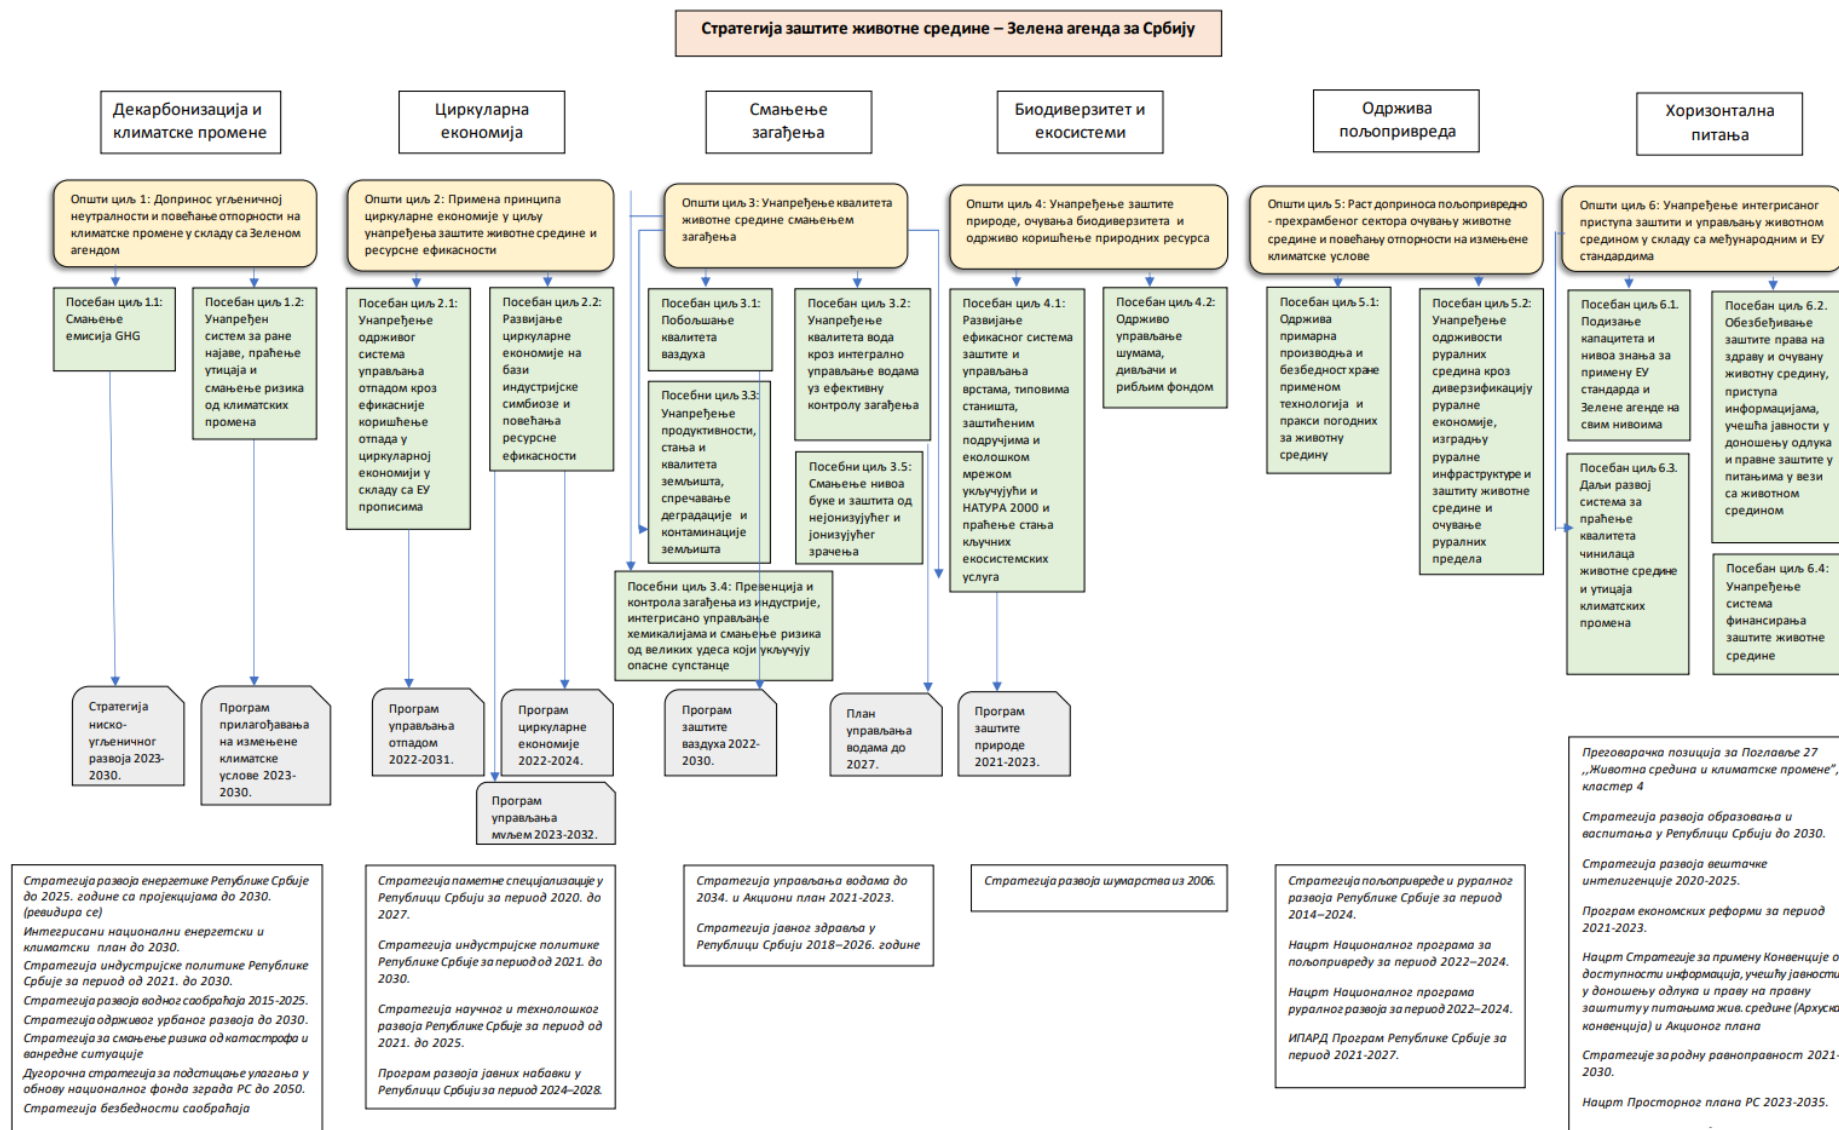 Стратегија заштите животне средине – Зелена агенда за Србију
Декарбонизација и
климатске промене
Циркуларна
економија
Смањење
загађења
Биодиверзитет и
екосистеми
Одржива
пољопривреда
Хоризонтална
питања
Општи циљ 1: Допринос угљеничној
неутралности и повећање отпорности на
климатске промене у складу са Зеленом
агендом
Општи циљ 2: Примена принципа
циркуларне економије у циљу
унапређења заштите животне средине и
ресурсне ефикасности
Општи циљ 3: Унапређење квалитета
животне средине смањењем
загађења
Општи циљ 4: Унапређење заштите
природе, очувања биодиверзитета и
одрживо коришћење природних ресурса
Општи циљ 5: Раст доприноса пољопривредно
- прехрамбеног сектора очувању животне
средине и повећању отпорности на измењене
климатске услове
Општи циљ 6: Унапређење интегрисаног
приступа заштити и управљању животном
средином у складу са међународним и ЕУ
стандардима
Посебан циљ 1.1:
Смањење
емисија GHG
Посебан циљ 1.2:
Унапређен
систем за ране
најаве, праћење
утицаја и
смањење ризика
од климатских
промена
Посебан циљ 2.1:
Унапређење
одрживог
система
управљања
отпадом кроз
ефикасније
коришћење
отпада у
циркуларној
економији у
складу са ЕУ
прописима
Посебан циљ 2.2:
Развијање
циркуларне
економије на
бази
индустријске
симбиозе и
повећања
ресурсне
ефикасности
Посебан циљ 3.1:
Побољшање
квалитета
ваздуха
Посебан циљ 3.2:
Унапређење
квалитета вода
кроз интегрално
управљање водама
уз ефективну
контролу загађења
Посебни циљ 3.3:
Унапређење
продуктивности,
стања и
квалитета
земљишта,
спречавање
деградације и
контаминације
земљишта
Посебни циљ 3.5:
Смањење нивоа
буке и заштита од
нејонизујућег и
јонизујућег
зрачења
Посебни циљ 3.4: Превенција и
контрола загађења из индустрије,
интегрисано управљање
хемикалијама и смањење ризика
од великих удеса који укључују
опасне супстанце
Посебан циљ 4.1:
Развијање
ефикасног система
заштите и
управљања
врстама, типовима
станишта,
заштићеним
подручјима и
еколошком
мрежом
укључујући и
НАТУРА 2000 и
праћење стања
кључних
екосистемских
услуга
Посебан циљ 4.2:
Одрживо
управљање
шумама,
дивљачи и
рибљим фондом
Посебан циљ 5.1:
Одржива
примарна
производња и
безбедност хране
применом
технологија и
пракси погодних
за животну
средину
Посебан циљ 5.2:
Унапређење
одрживости
руралних
средина кроз
диверзификацију
руралне
економије,
изградњу
руралне
инфраструктуре и
заштиту животне
средине и
очување
руралних
предела
Посебан циљ 6.1.
Подизање
капацитета и
нивоа знања за
примену ЕУ
стандарда и
Зелене агенде на
свим нивоима
Посебан циљ 6.2.
Обезбеђивање
заштите права на
здраву и очувану
животну средину,
приступа
информацијама,
учешћа јавности у
доношењу одлука
и правне заштите у
питањима у вези
са животном
средином
Посебан циљ 6.3.
Даљи развој
система за
праћење
квалитета
чинилаца
животне средине
и утицаја
климатских
промена
Посебан циљ 6.4:
Унапређење
система
финансирања
заштите животне
средине
Стратегија
ниско-
угљеничног
развоја 2023-
2030.
Програм
прилагођавања
на измењене
климатске
услове 2023-
2030.
Програм
управљања
отпадом
2022-2031.
Програм
циркуларне
економије
2022-2024.
Програм
управљања
муљем 2023-2032.
Програм
заштите
ваздуха 2022-
2030.
План
управљања
водама до
2027.
Програм
заштите
природе
2021-2023.
Стратегија развоја енергетике Републике Србије
до 2025. године са пројекцијама до 2030.
(ревидира се)
Интегрисани национални енергетски и
климатски план до 2030.
Стратегија индустријске политике Републике
Србије за период од 2021. до 2030.
Стратегија развоја водног саобраћаја 2015-2025.
Стратегија одрживог урбаног развоја до 2030.
Стратегија за смањење ризика од катастрофа и
ванредне ситуације
Дугорочна стратегија за подстицање улагања у
обнову националног фонда зграда РС до 2050.
Стратегија безбедности саобраћаја
Стратегија паметне специјализације у
Републици Србији за период 2020. до
2027.
Стратегија индустријске политике
Републике Србије за период од 2021. до
2030.
Стратегија научног и технолошког
развоја Републике Србије за период од
2021. до 2025.
Програм развоја јавних набавки у
Републици Србији за период 2024–2028.
Стратегија управљања водама до
2034. и Акциони план 2021-2023.
Стратегија јавног здравља у
Републици Србији 2018–2026. године
Стратегија развоја шумарства из 2006.
Стратегија пољопривреде и руралног
развоја Републике Србије за период
2014–2024.
Нацрт Националног програма за
пољопривреду за период 2022–2024.
Нацрт Националног програма
руралног развоја за период 2022–2024.
ИПАРД Програм Републике Србије за
период 2021-2027.
Преговарачка позиција за Поглавље 27
,,Животна средина и климатске промене”,
кластер 4
Стратегија развоја образовања и
васпитања у Републици Србији до 2030.
Стратегија развоја вештачке
интелигенције 2020-2025.
Програм економских реформи за период
2021-2023.
Нацрт Стратегије за примену Конвенције о
доступности информација, учешћу јавности
у доношењу одлука и праву на правну
заштиту у питањима жив. средине (Архуска
конвенција) и Акционог плана
Стратегије за родну равноправност 2021-
2030.
Нацрт Просторног плана РС 2023-2035.